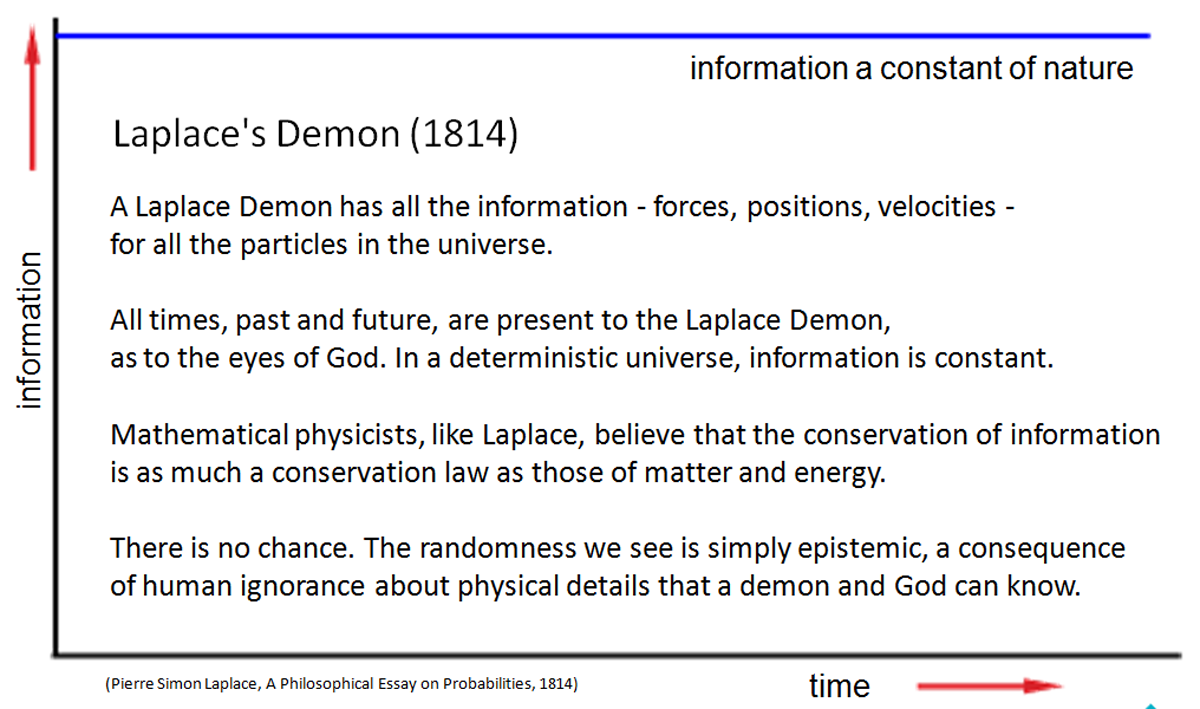 information a constant of nature
Laplace's Demon (1814)
A Laplace Demon has all the information - forces, positions, velocities -
for all the particles in the universe.
All times, past and future, are present to the Laplace Demon,
as to the eyes of God. In a deterministic universe, information is constant.
Mathematical physicists, like Laplace, believe that the conservation of information
is as much a conservation law as those of matter and energy.
There is no chance. The randomness we see is simply epistemic, a consequence
of human ignorance about physical details that a demon and God can know.
information
(Pierre Simon Laplace, A Philosophical Essay on Probabilities, 1814)
time